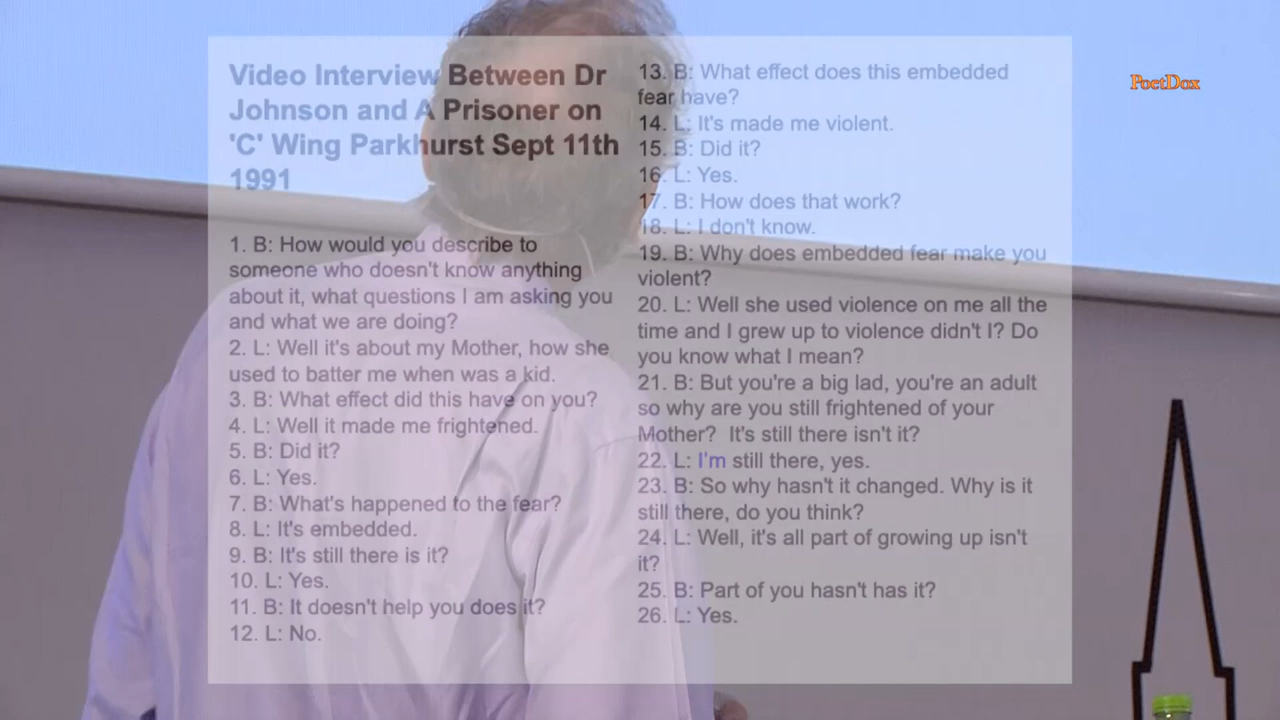 Video Interview Between Dr
Johnson and A Prisoner on
'C' Wing Parkhurst Sept 11th
1991
1. B: How would you describe to
someone who doesn't know anything
about it, what questions I am asking you
and what we are doing?
2. L: Well it's about my Mother, how she
used to batter me when was a kid.
3. B: What effect did this have on you?
4. L: Well it made me frightened.
5. B: Did it?
6. L: Yes.
7. B: What's happened to the fear?
8. L: It's embedded.
9. B: It's still there is it?
10. L: Yes.
11. B: It doesn't help you does it?
12. L: No.
13. B: What effect does this embedded
fear have?
14. L: It's made me violent.
15. B: Did it?
16. L: Yes.
17. B: How does that work?
18. L: I don't know.
19. B: Why does embedded fear make you
violent?
20. L: Well she used violence on me all the
time and I grew up to violence didn't I? Do
you know what I mean?
21. B: But you're a big lad, you're an adult
so why are you still frightened of your
Mother?  It's still there isn't it?
22. L: I'm still there, yes.
23. B: So why hasn't it changed. Why is it
still there, do you think?
24. L: Well, it's all part of growing up isn't
it?
25. B: Part of you hasn't has it?
26. L: Yes.
PoetDox